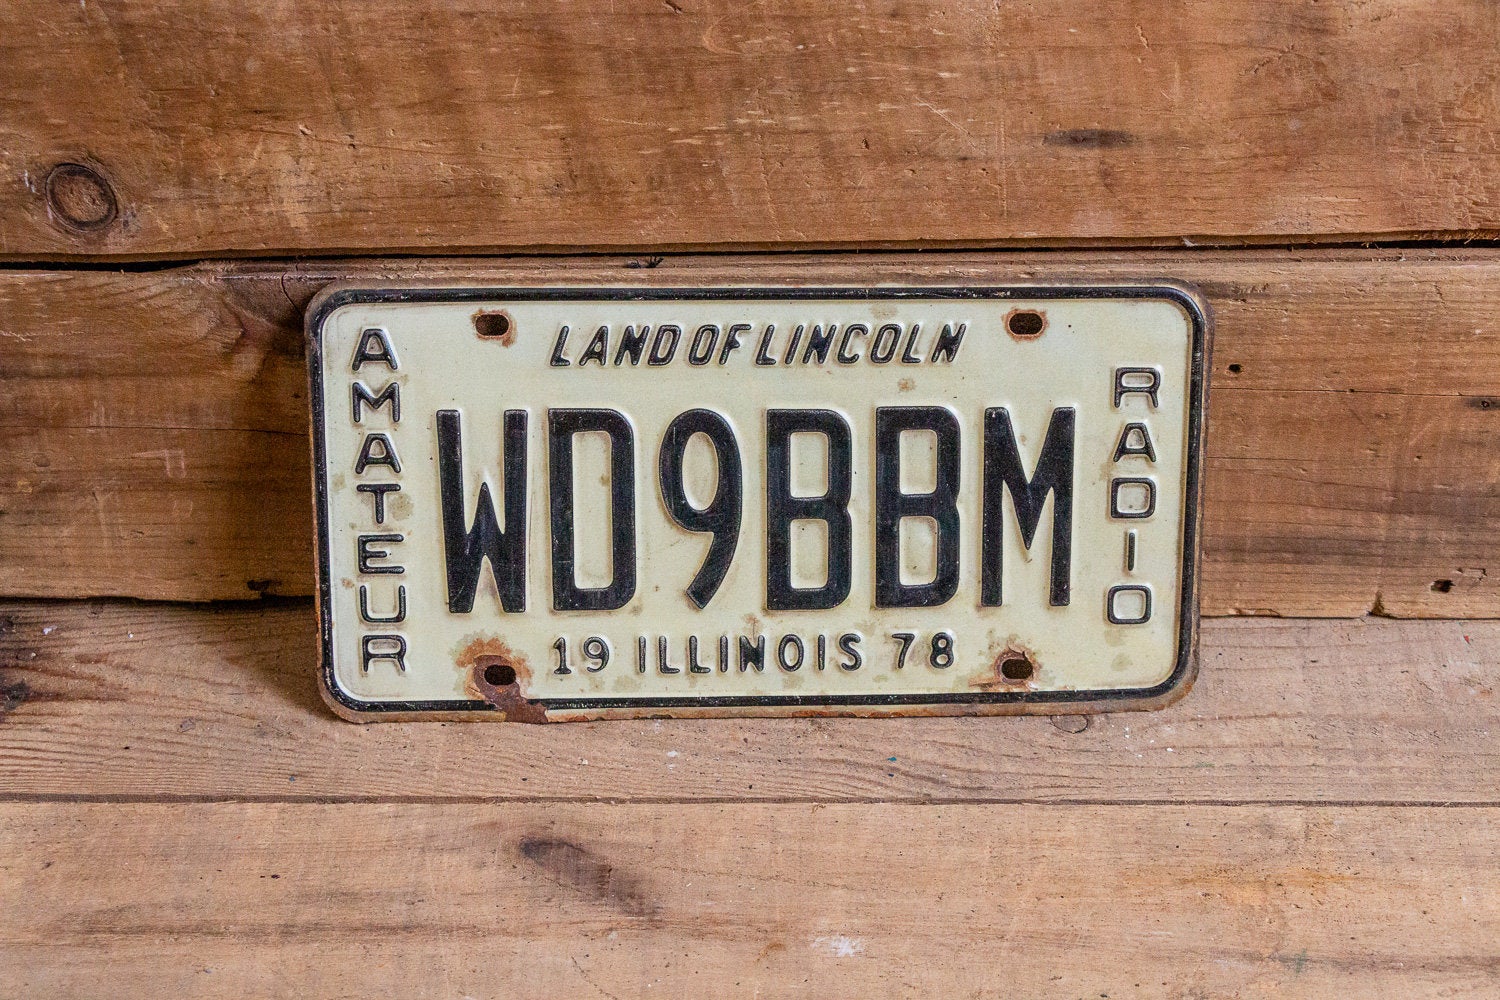 LAND OF LINCOLN
AMATEUR
WD9BBM
RADIO
19 ILLINOIS 78